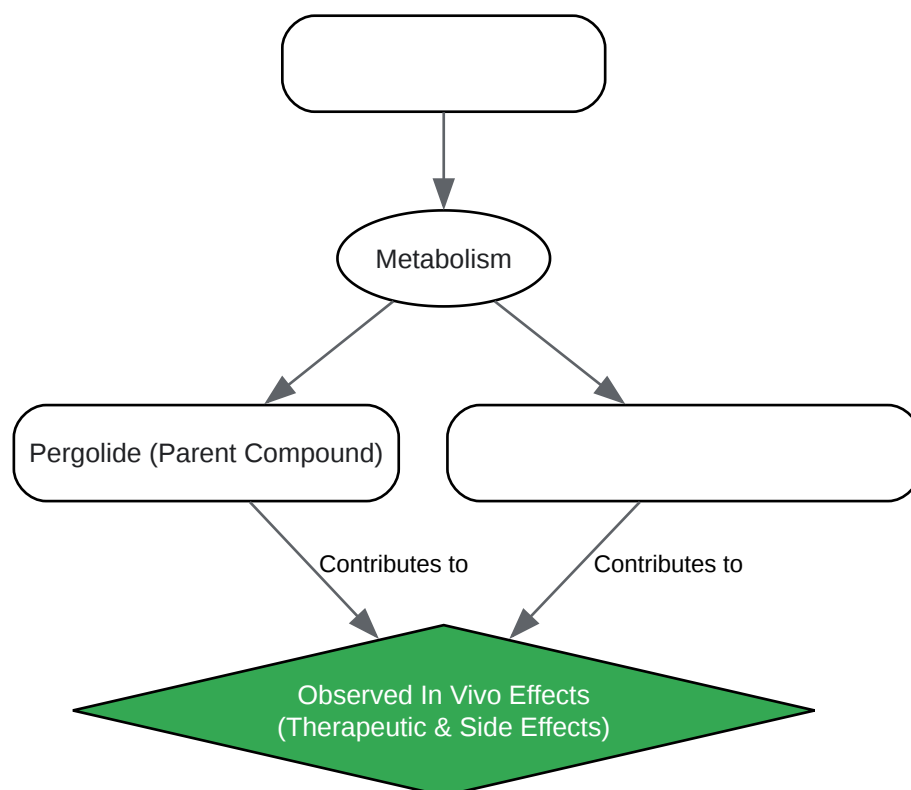 Metabolism
Pergolide (Parent Compound)
Contributes to
Contributes to
Observed In Vivo Effects
(Therapeutic & Side Effects)